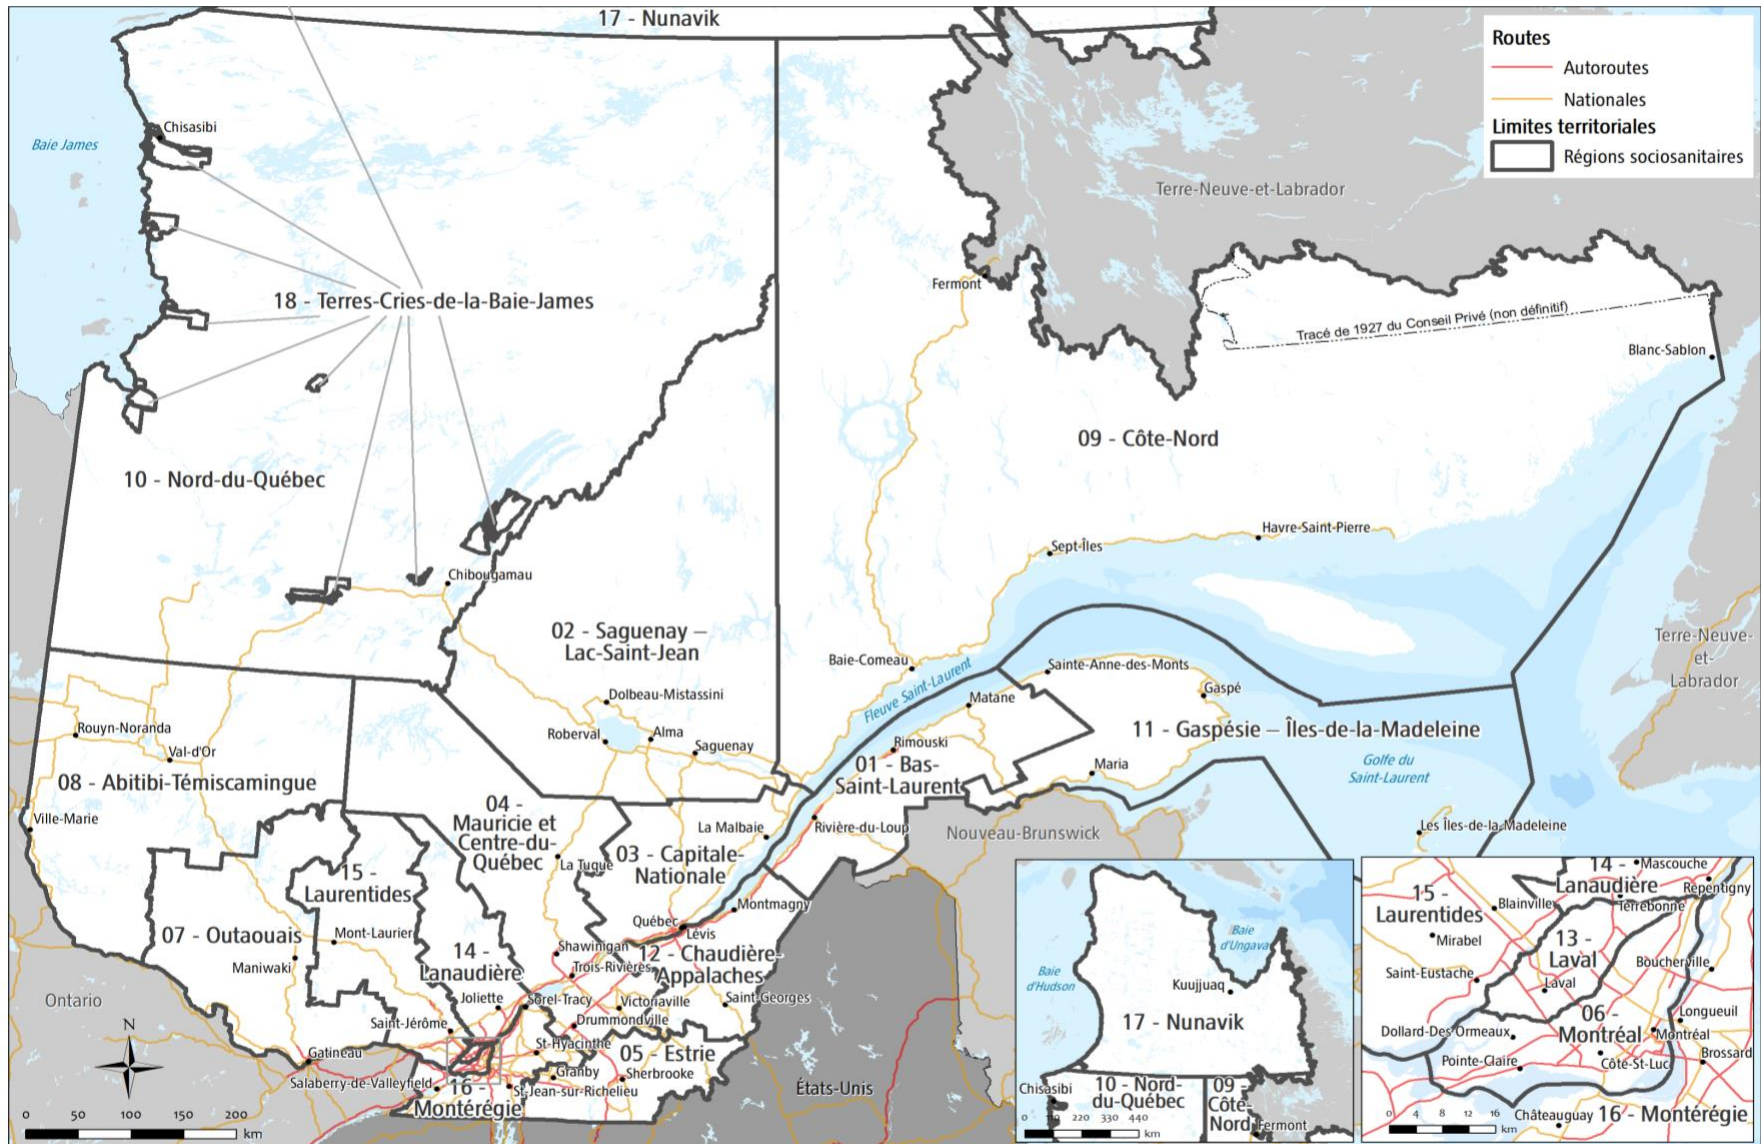 17 - Nunavik
Routes
Autoroutes
Nationales
Limites territoriales
Régions sociosanitaires
Chisasibi
Baie James
Terre-Neuve-et-Labrador
18 - Terres-Cries-de-la-Baie-James
Fermont
Tracé de 1927 du Conseil Privé (non définitif)
Blanc-Sablon
09 - Côte-Nord
10 - Nord-du-Québec
Havre-Saint-Pierre
Sept-Îles
Chibougamau
02 - Saguenay –
Lac-Saint-Jean
Terre-Neuve-
et-
Labrador
Baie-Comeau
Fleuve Saint-Laurent
Sainte-Anne-des-Monts
Gaspé
Matane
Dolbeau-Mistassini
Rouyn-Noranda
Roberval
Alma
Saguenay
Val-d'Or
Rimouski
11 - Gaspésie – Îles-de-la-Madeleine
Golfe du
Saint-Laurent
Maria
01 - Bas-
Saint-Laurent
08 - Abitibi-Témiscamingue
Ville-Marie
04 -
Mauricie et
Centre-du-
Québec
La Tuque
La Malbaie
Rivière-du-Loup
Nouveau-Brunswick
Les Îles-de-la-Madeleine
03 - Capitale-
Nationale
15 -
Laurentides
07 - Outaouais
Mont-Laurier
Maniwaki
Montmagny
Québec
Lévis
14 -
Lanaudière
Shawinigan
Trois-Rivières
12 - Chaudière-
Appalaches
Joliette
Sorel-Tracy
Victoriaville
Saint-Georges
Drummondville
Saint-Jérôme
St-Hyacinthe
05 - Estrie
Granby
Sherbrooke
Ontario
N
Gatineau
Salaberry-de-Valleyfield
St-Jean-sur-Richelieu
16 -
Montérégie
États-Unis
0 50 100 150 200
km
Baie
d'Ungava
Baie
d'Hudson
Kuujjuaq
17 - Nunavik
Chisasibi
10 - Nord-
du-Québec
09 -
Côte-
Nord
Fermont
0 110 220 330 440
km
14 -
Lanaudière
Mascouche
Repentigny
15 -
Laurentides
Blainville
Terrebonne
Mirabel
13 -
Laval
Boucherville
Saint-Eustache
Laval
06 -
Montréal
Longueuil
Dollard-Des Ormeaux
Montréal
Pointe-Claire
Côte-St-Luc
Brossard
Châteauguay
16 - Montérégie
0 4 8 12 16
km